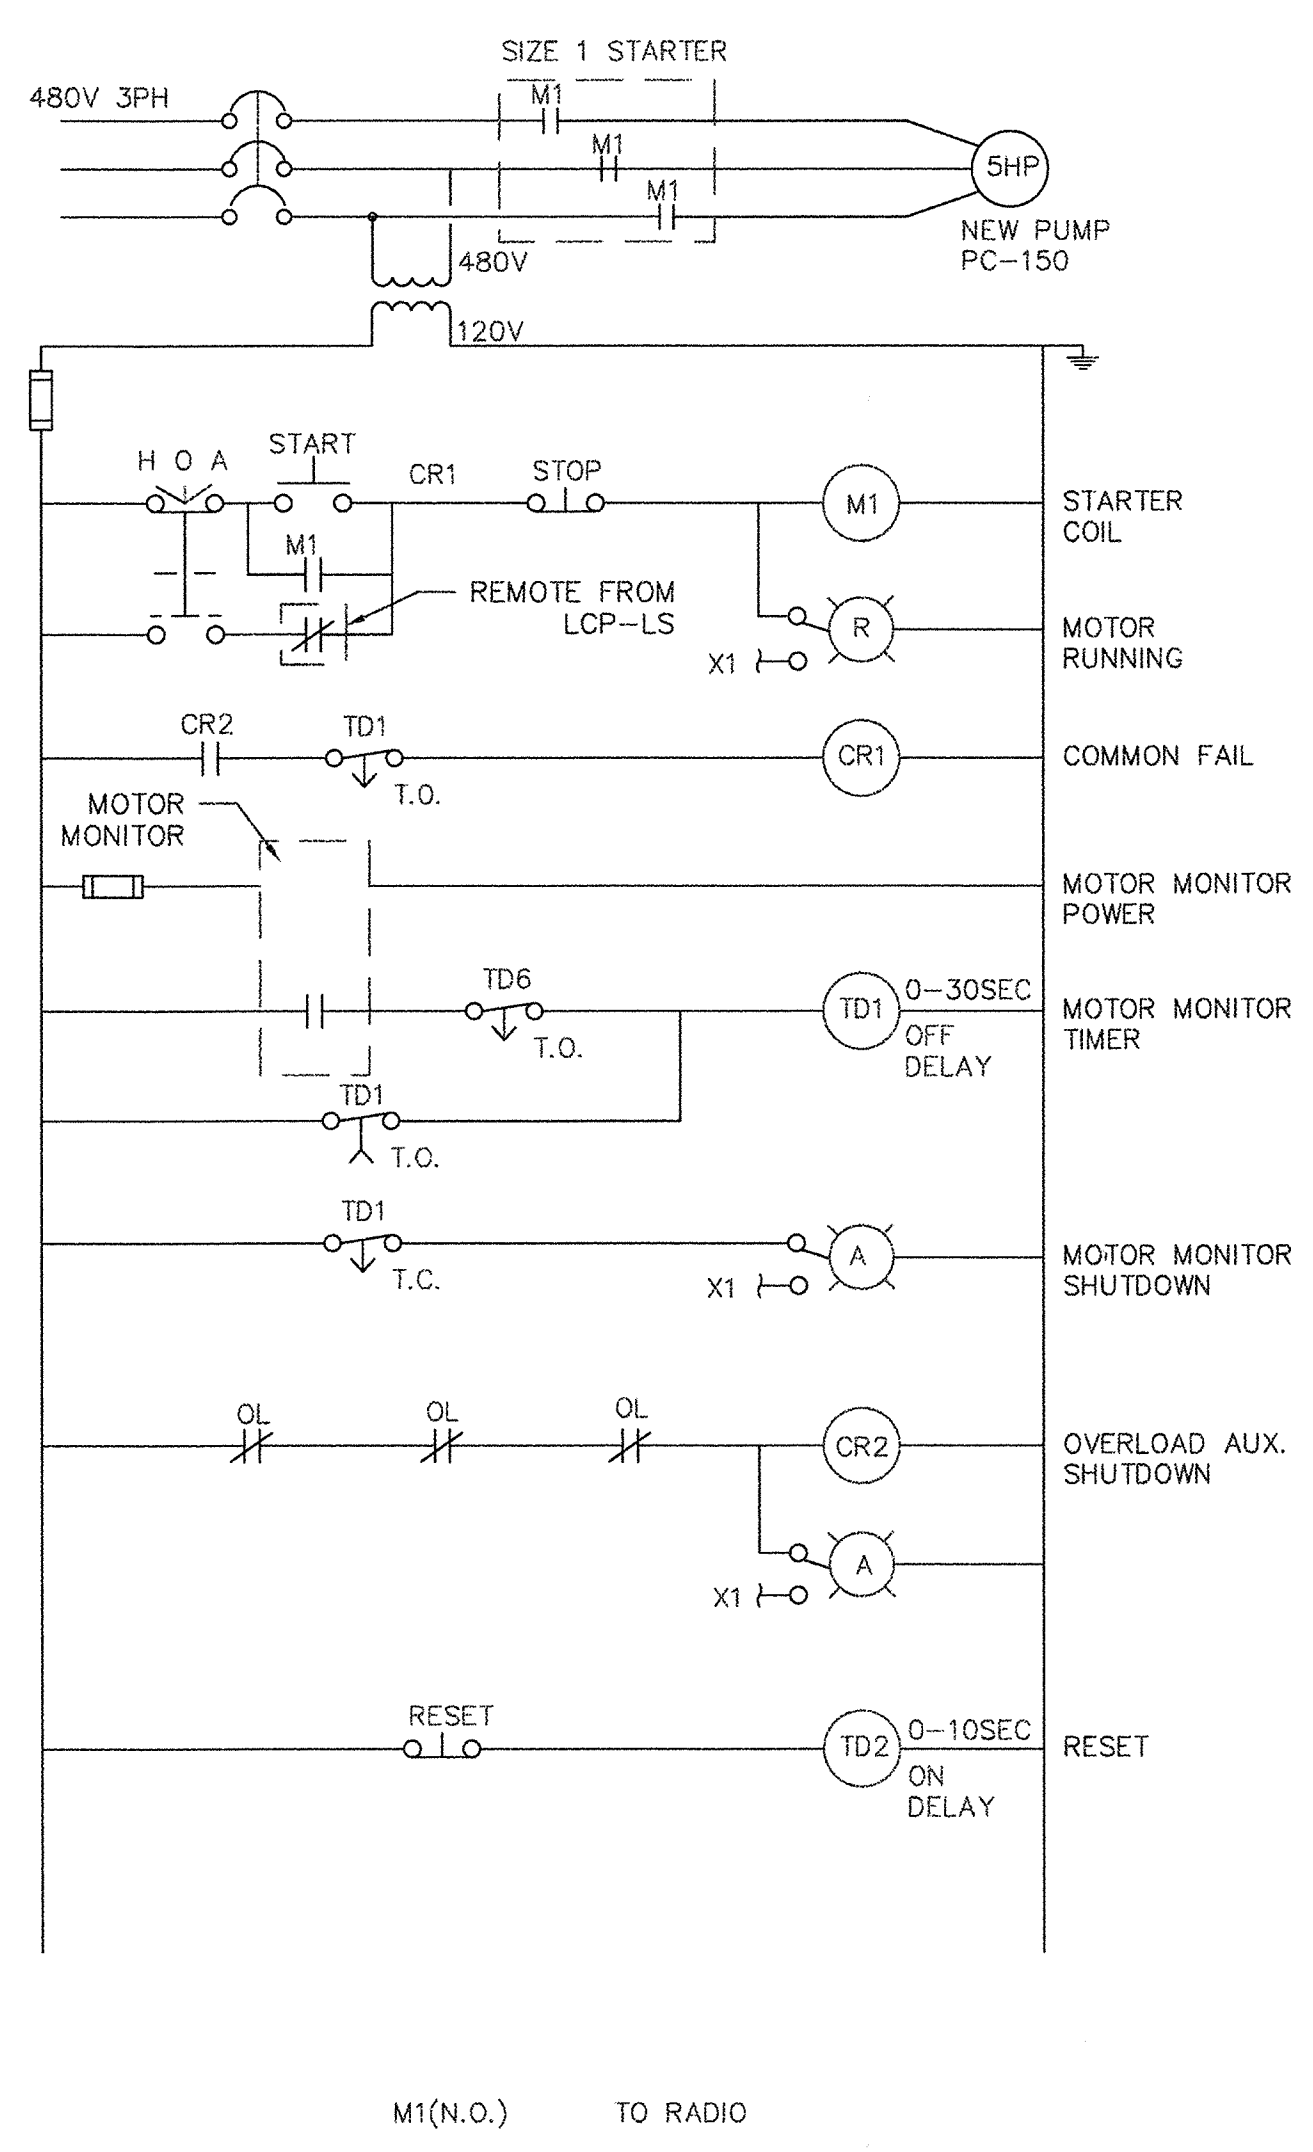 SIZE 1 STARTER
480V 3PH
M1
M1
M1
5HP
NEW PUMP
PC-150
480V
120V
H O A
START
CR1
STOP
M1
STARTER
COIL
M1
REMOTE FROM
LCP-LS
R
MOTOR
RUNNING
X1
CR2
TD1
T.O.
CR1
COMMON FAIL
MOTOR
MONITOR
MOTOR MONITOR
POWER
TD6
T.O.
TD1
0-30SEC
OFF
DELAY
MOTOR MONITOR
TIMER
TD1
T.O.
TD1
T.C.
X1
A
MOTOR MONITOR
SHUTDOWN
OL
OL
OL
CR2
OVERLOAD AUX.
SHUTDOWN
X1
A
RESET
TD2
0-10SEC
ON
DELAY
RESET
M1(N.O.)
TO RADIO